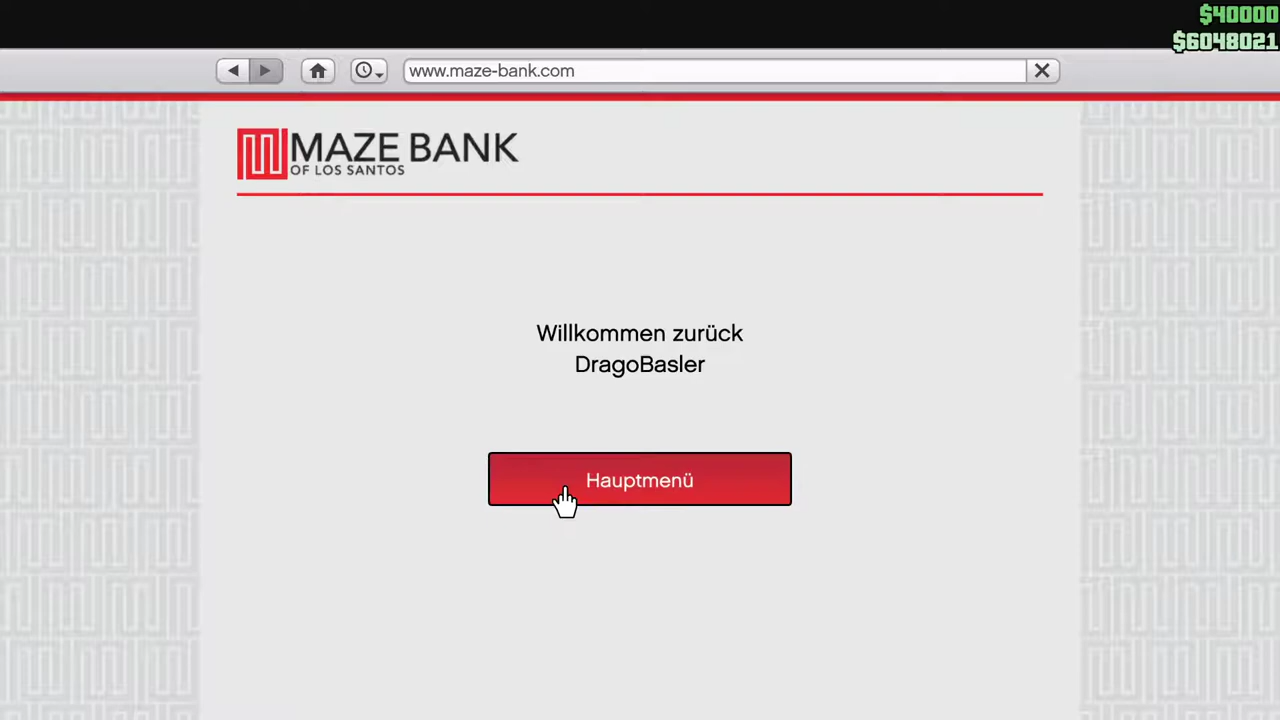 $40000
$6048021
www.maze-bank.com
MAZE BANK
OF LOS SANTOS
Willkommen zurück
DragoBasler
Hauptmenü